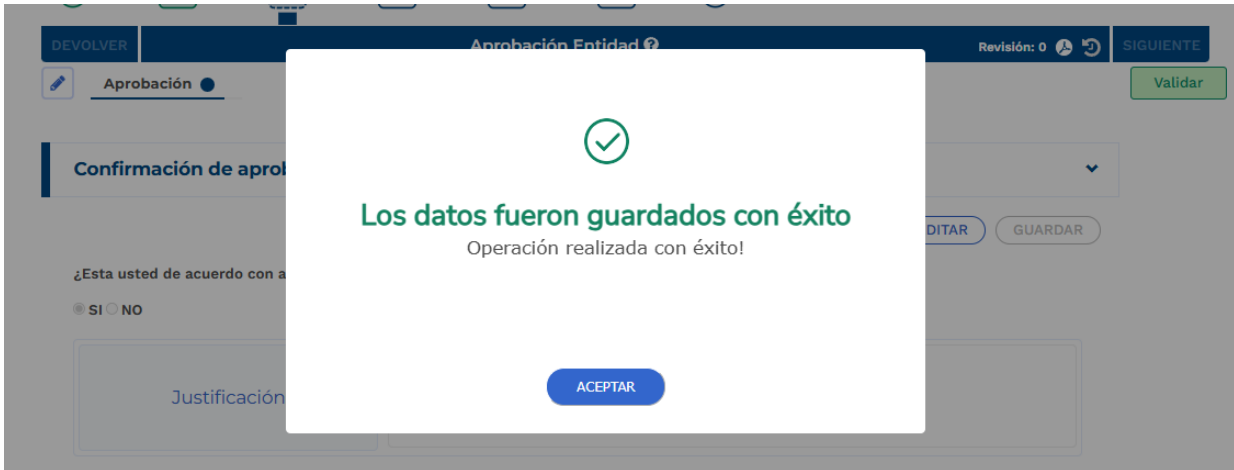 DEVOLVER
Aprobación Entidad
Revisión: 0
SIGUIENTE
Aprobación
Validar
Confirmación de aprob
Los datos fueron guardados con éxito
Operación realizada con éxito!
DITAR
GUARDAR
¿Esta usted de acuerdo con a
SI NO
Justificación
ACEPTAR